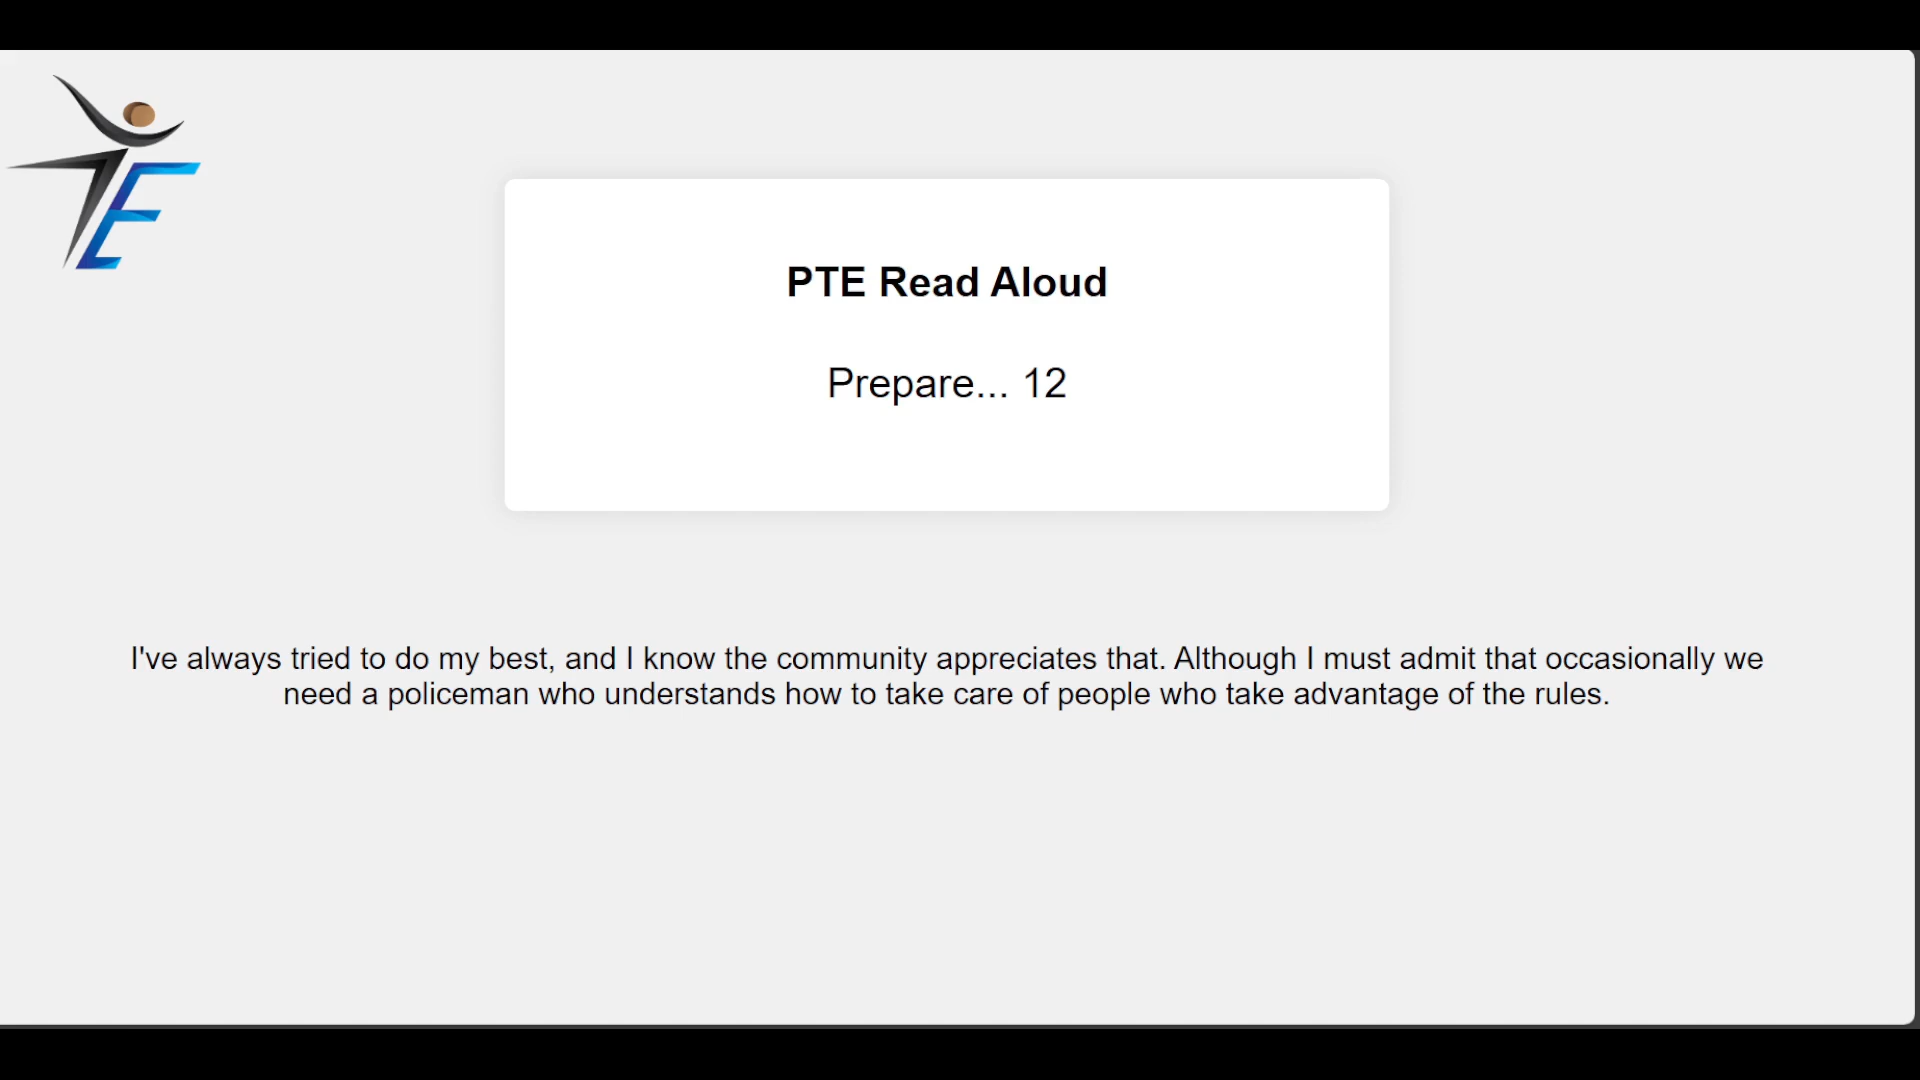 PTE Read Aloud
Prepare... 12
I've always tried to do my best, and I know the community appreciates that. Although I must admit that occasionally we
need a policeman who understands how to take care of people who take advantage of the rules.